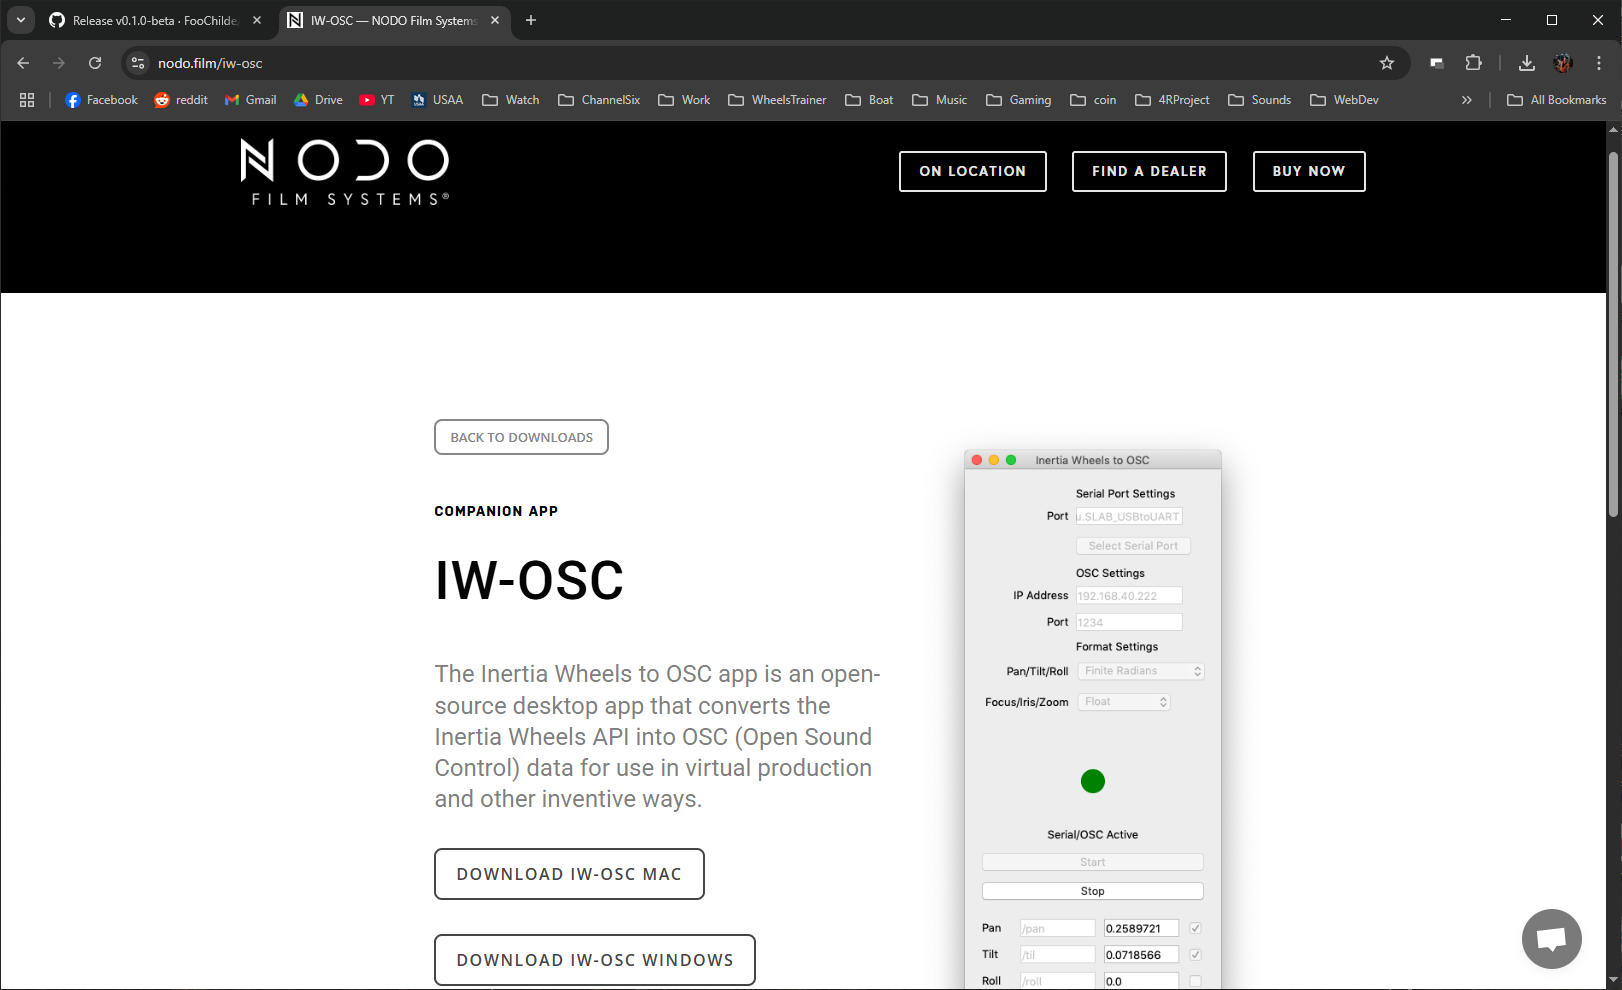 Release v0.1.0-beta · FooChilde
IW-OSC — NODO Film Systems
nodo.film/iw-osc
Facebook
reddit
Gmail
Drive
YT
USAA
Watch
ChannelSix
Work
WheelsTrainer
Boat
Music
Gaming
coin
4RProject
Sounds
WebDev
All Bookmarks
NODO
FILM SYSTEMS®
ON LOCATION
FIND A DEALER
BUY NOW
BACK TO DOWNLOADS
COMPANION APP
IW-OSC
The Inertia Wheels to OSC app is an open-
source desktop app that converts the
Inertia Wheels API into OSC (Open Sound
Control) data for use in virtual production
and other inventive ways.
DOWNLOAD IW-OSC MAC
DOWNLOAD IW-OSC WINDOWS
Inertia Wheels to OSC
Serial Port Settings
Port u.SLAB_USBtoUART
Select Serial Port
OSC Settings
IP Address 192.168.40.222
Port 1234
Format Settings
Pan/Tilt/Roll Finite Radians
Focus/Iris/Zoom Float
Serial/OSC Active
Start
Stop
Pan /pan 0.2589721
Tilt /til 0.0718566
Roll /roll 0.0